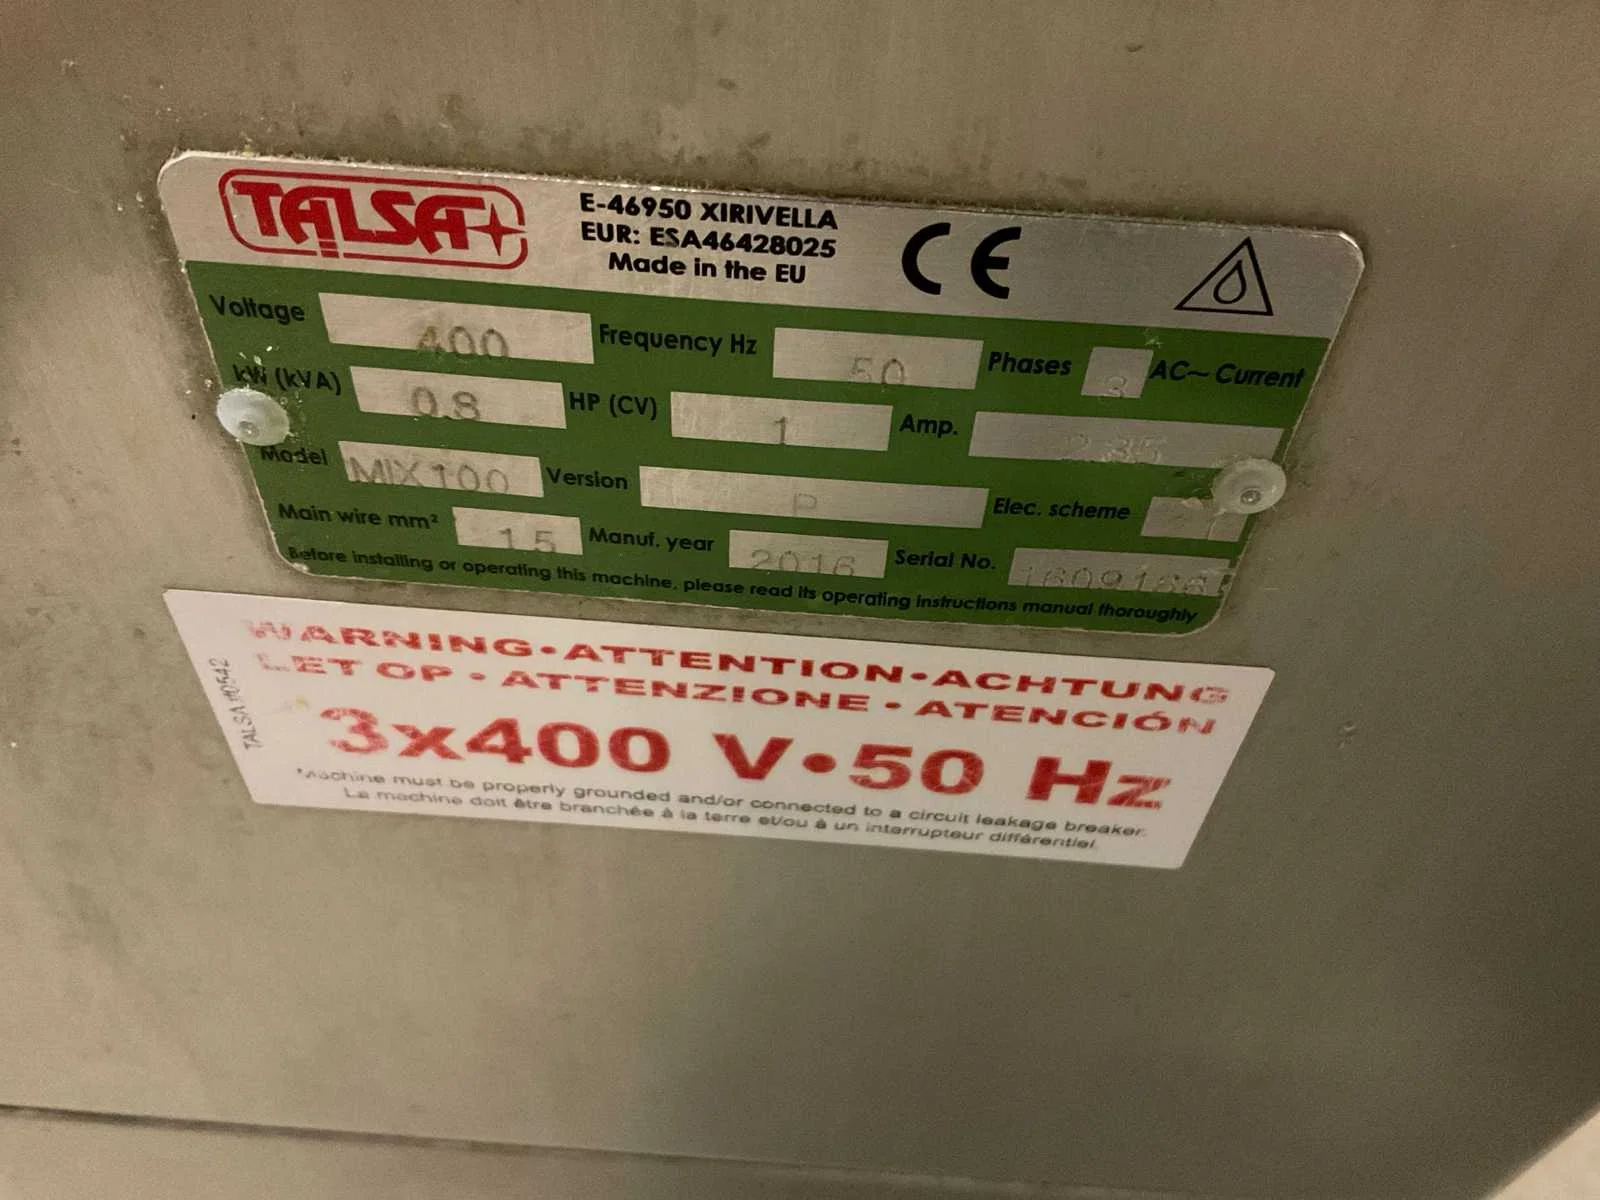 TALSA
E-46950 XIRIVELLA
EUR: ESA46428025
Made in the EU
CE
Voltage 400 Frequency Hz 50 Phases 3 AC~ Current
kW (kVA) 0.8 HP (CV) 1 Amp. 2.35
Model MIX100 Version P Elec. scheme
Main wire mm² 1.5 Manuf. year 2016 Serial No.
Before installing or operating this machine, please read its operating instructions manual thoroughly
WARNING•ATTENTION•ACHTUNG
LET OP • ATTENZIONE • ATENCIÓN
3x400 V•50 Hz
Machine must be properly grounded and/or connected to a circuit leakage breaker.
La machine doit être branchée à la terre et/ou à un interrupteur différentiel.